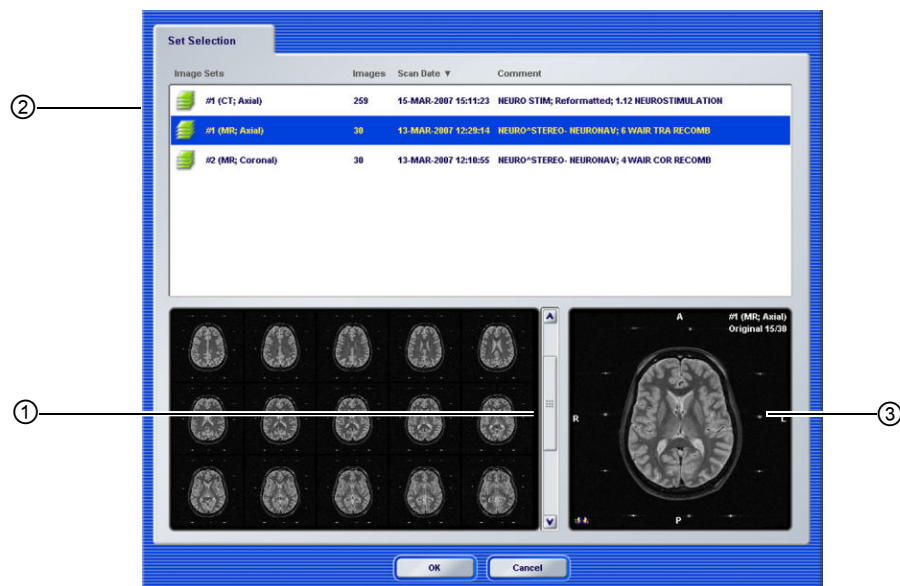 Set Selection
Image Sets Images Scan Date ▼ Comment
#1 (CT; Axial) 259 15-MAR-2007 15:11:23 NEURO STIM; Reformatted; 1.12 NEUROSTIMULATION
#1 (MR; Axial) 30 13-MAR-2007 12:29:14 NEURO^STEREO- NEURONAV; 6 WAIR TRA RECOMB
#2 (MR; Coronal) 30 13-MAR-2007 12:10:55 NEURO^STEREO- NEURONAV; 4 WAIR COR RECOMB
②
A #1 (MR; Axial)
Original 15/30
①
R L
③
P
OK Cancel